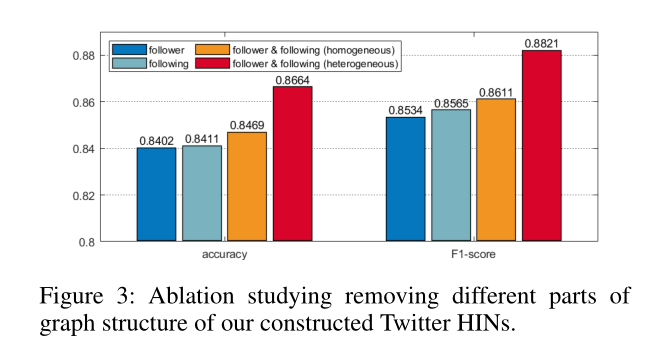 0.88
0.86
0.84
0.82
0.8
follower
follower & following (homogeneous)
following
follower & following (heterogeneous)
0.8402
0.8411
0.8469
0.8664
0.8534
0.8565
0.8611
0.8821
accuracy
F1-score
Figure 3: Ablation studying removing different parts of
graph structure of our constructed Twitter HINs.